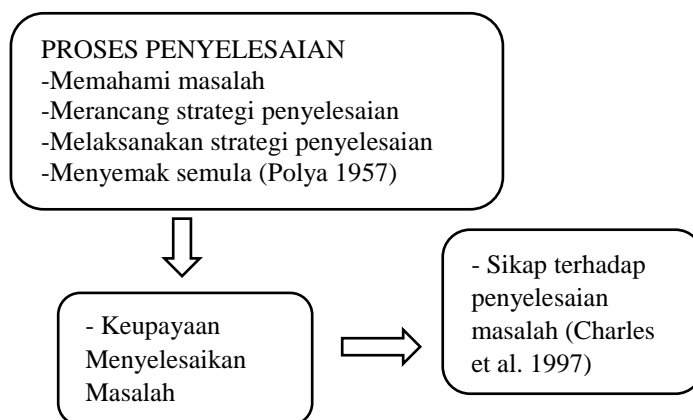 PROSES PENYELESAIAN
-Memahami masalah
-Merancang strategi penyelesaian
-Melaksanakan strategi penyelesaian
-Menyemak semula (Polya 1957)
- Keupayaan
Menyelesaikan
Masalah
- Sikap terhadap
penyelesaian
masalah (Charles
et al. 1997)